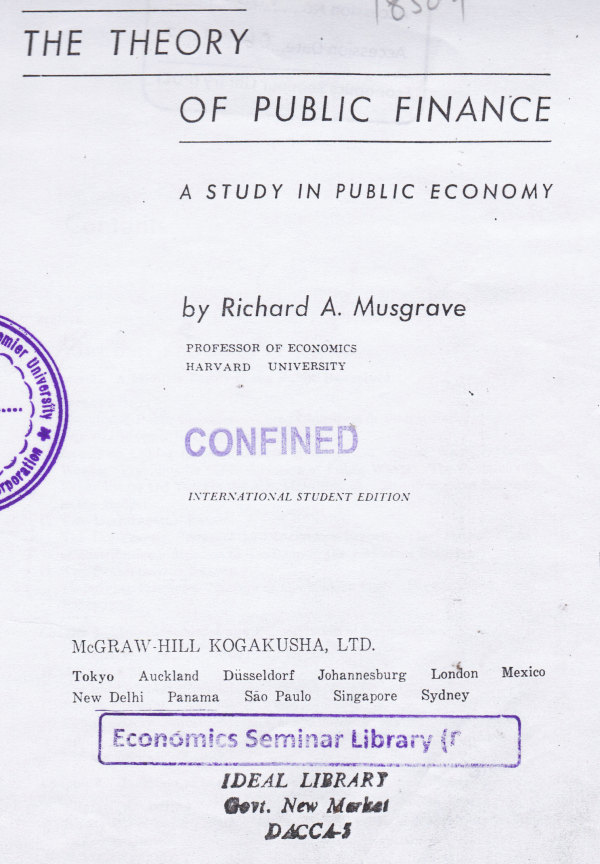 THE THEORY
OF PUBLIC FINANCE
A STUDY IN PUBLIC ECONOMY
by Richard A. Musgrave
PROFESSOR OF ECONOMICS
HARVARD UNIVERSITY
University
CONFINED
INTERNATIONAL STUDENT EDITION
McGRAW-HILL KOGAKUSHA, LTD.
Tokyo Auckland Düsseldorf Johannesburg London Mexico
New Delhi Panama São Paulo Singapore Sydney
Economics Seminar Library
IDEAL LIBRARY
Govt. New Market
DACCA-5